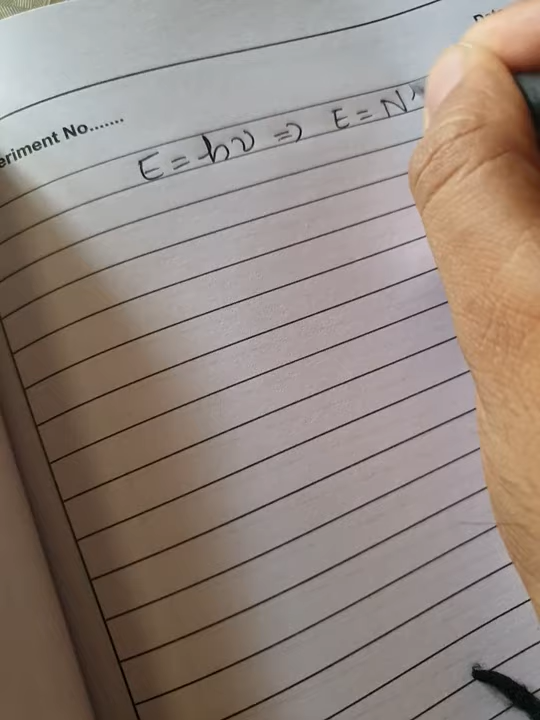 eriment No.......
E = hν ⇒ E = N